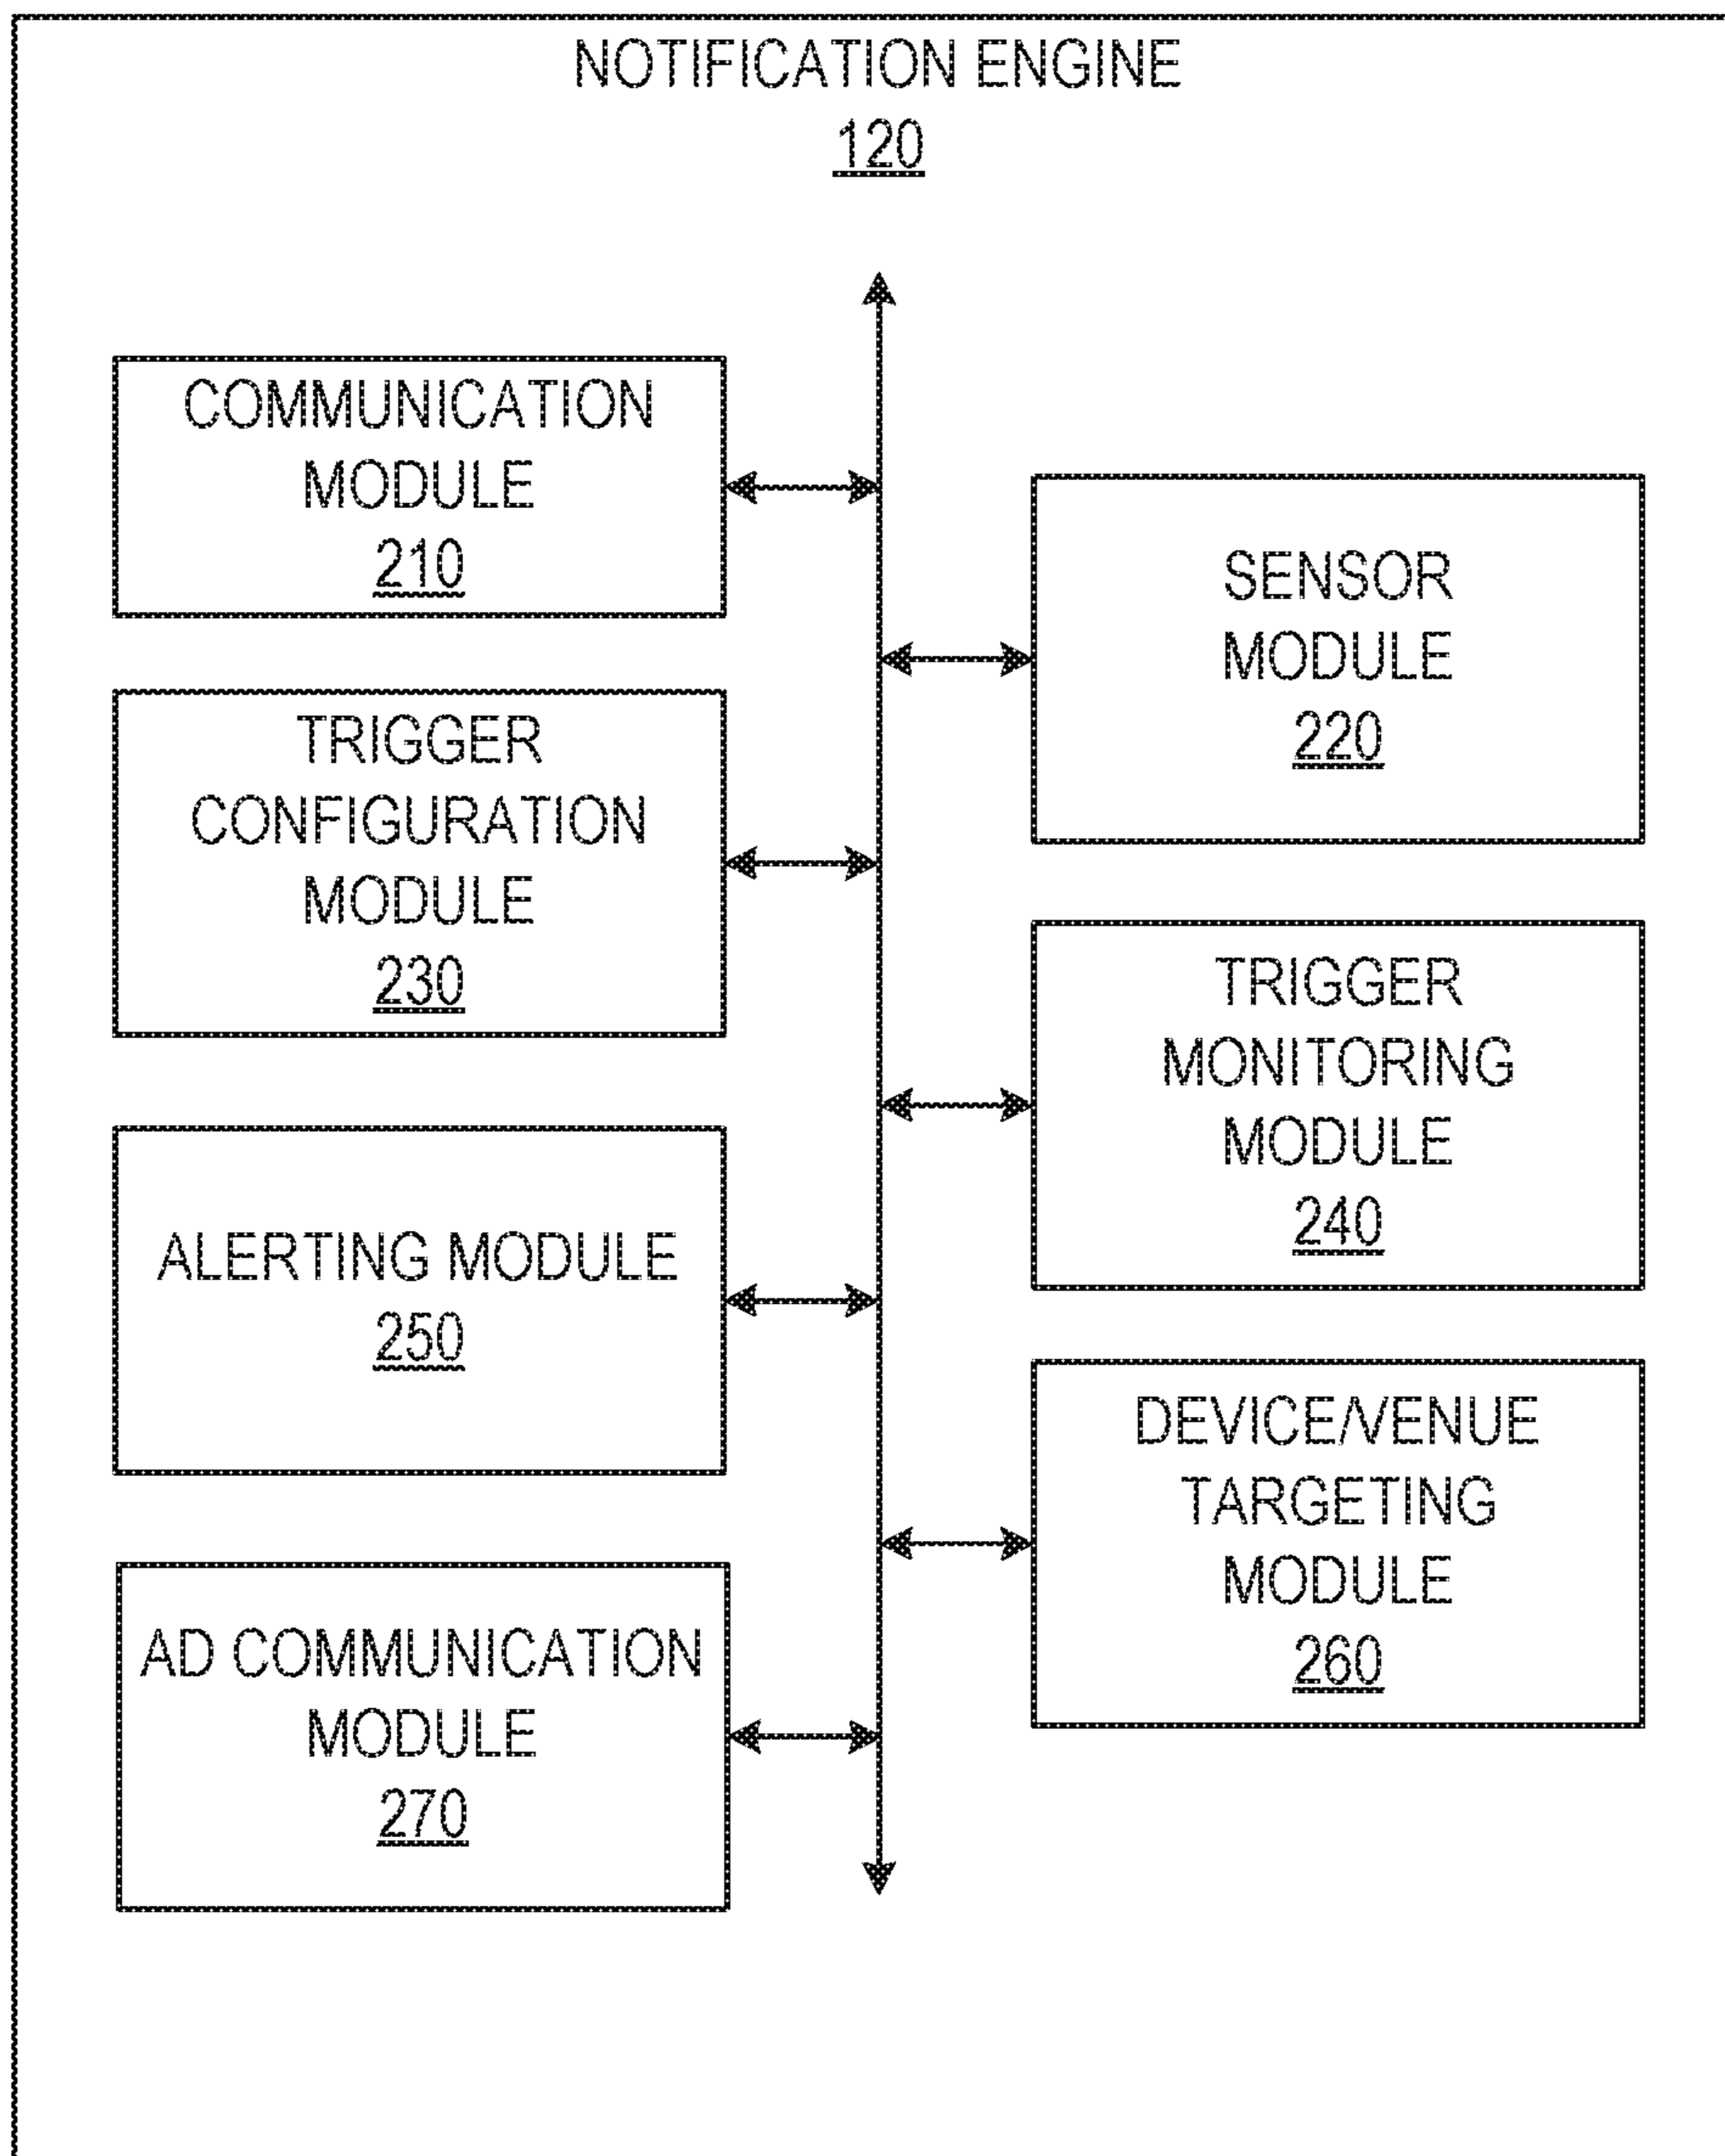 NOTIFICATION ENGINE
120
COMMUNICATION
MODULE
210
SENSOR
MODULE
220
TRIGGER
CONFIGURATION
MODULE
230
TRIGGER
MONITORING
MODULE
240
ALERTING MODULE
250
DEVICE/VENUE
TARGETING
MODULE
260
AD COMMUNICATION
MODULE
270